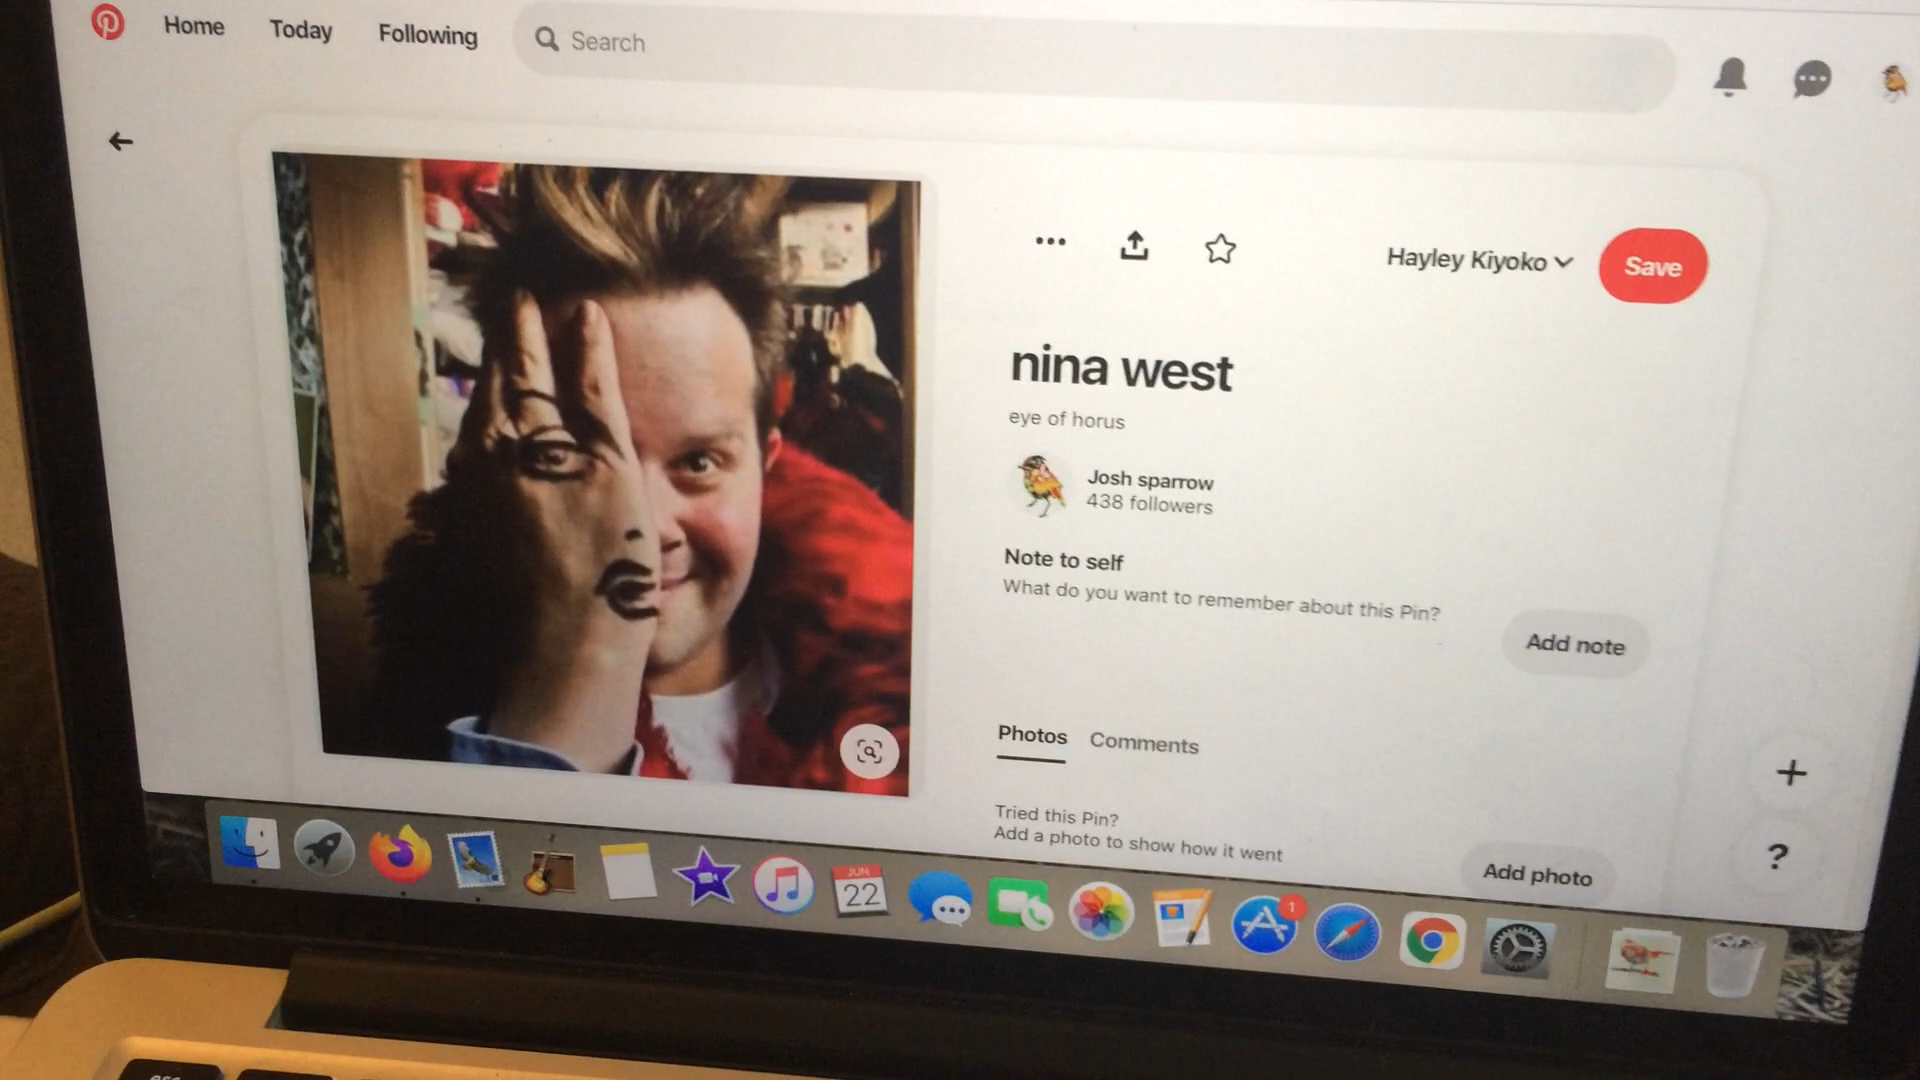 Home Today Following Search
Hayley Kiyoko Save
nina west
eye of horus
Josh sparrow
438 followers
Note to self
What do you want to remember about this Pin?
Add note
Photos Comments
Tried this Pin?
Add a photo to show how it went
Add photo
?
JUN
22
1
esc